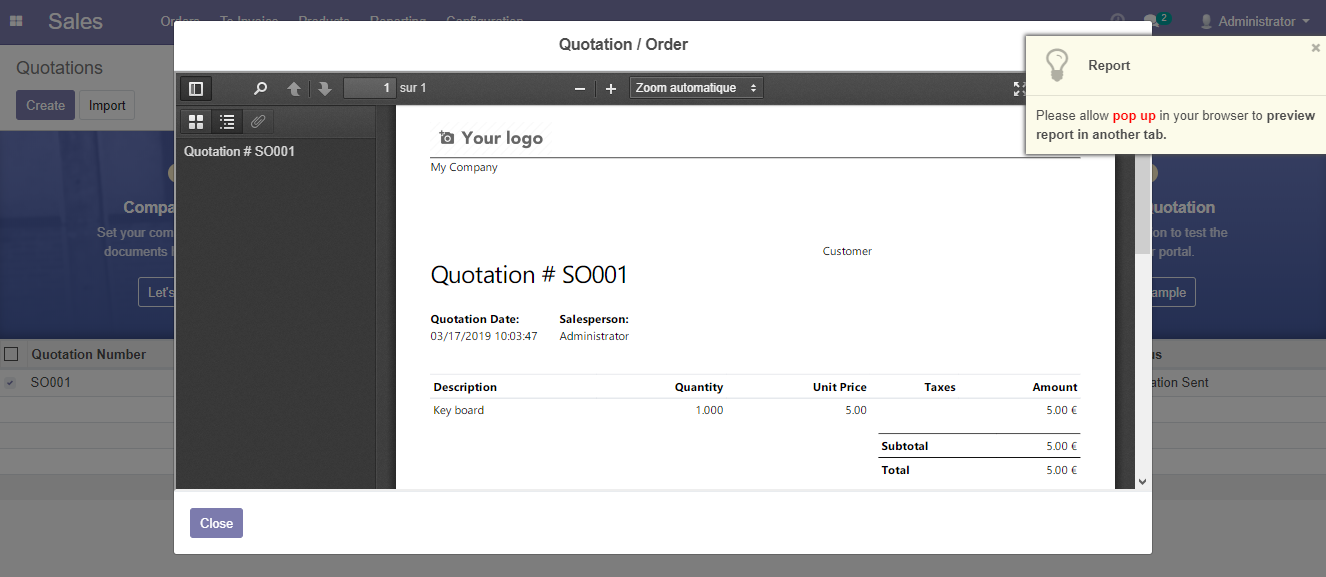 Sales
Orders To Invoice Products Reporting Configuration
2
Administrator
Quotations
Create
Import
Quotation / Order
1 sur 1
Zoom automatique
Quotation # SO001
Your logo
My Company
Customer
Quotation # SO001
Quotation Date: Salesperson:
03/17/2019 10:03:47 Administrator
Description Quantity Unit Price Taxes Amount
Key board 1.000 5.00 5.00 €
Subtotal 5.00 €
Total 5.00 €
Close
Report
Please allow pop up in your browser to preview
report in another tab.
Compa
Set your com
documents
Let's
uotation
on to test the
portal.
ample
Quotation Number
us
SO001
ation Sent